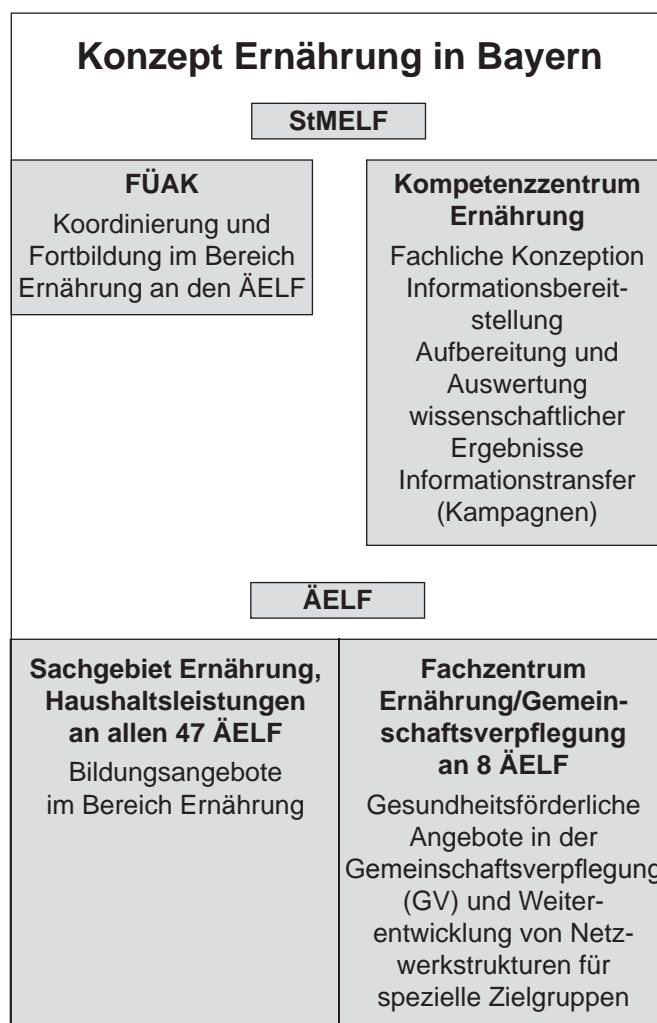 Konzept Ernährung in Bayern
StMELF
FÜAK
Koordinierung und
Fortbildung im Bereich
Ernährung an den ÄELF
Kompetenzzentrum
Ernährung
Fachliche Konzeption
Informationsbereit-
stellung
Aufbereitung und
Auswertung
wissenschaftlicher
Ergebnisse
Informationstransfer
(Kampagnen)
ÄELF
Sachgebiet Ernährung,
Haushaltsleistungen
an allen 47 ÄELF
Bildungsangebote
im Bereich Ernährung
Fachzentrum
Ernährung/Gemein-
schaftsverpflegung
an 8 ÄELF
Gesundheitsförderliche
Angebote in der
Gemeinschaftsverpflegung
(GV) und Weiter-
entwicklung von Netz-
werkstrukturen für
spezielle Zielgruppen